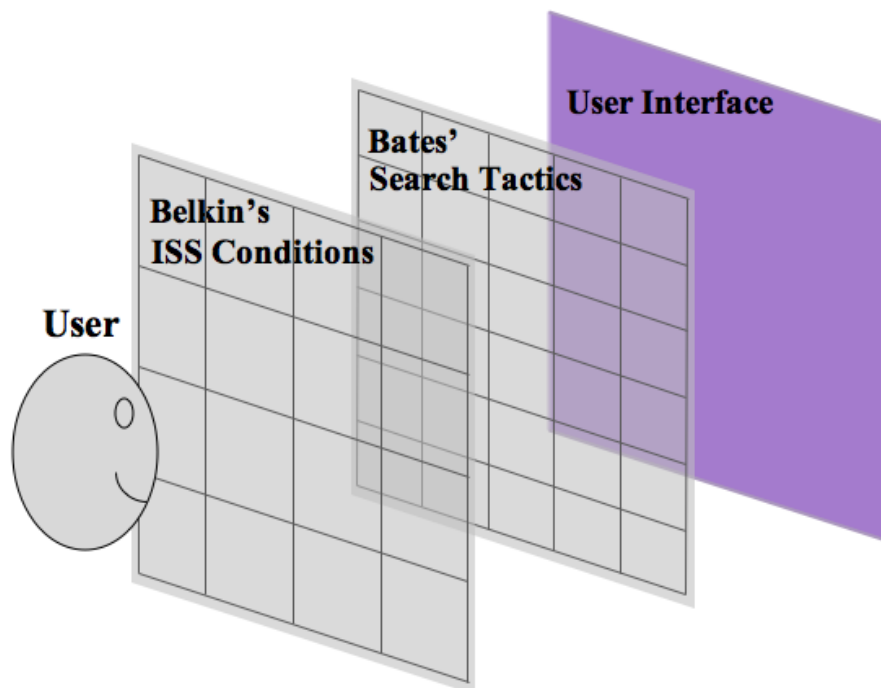 User Interface
Bates’
Search Tactics
Belkin’s
ISS Conditions
User